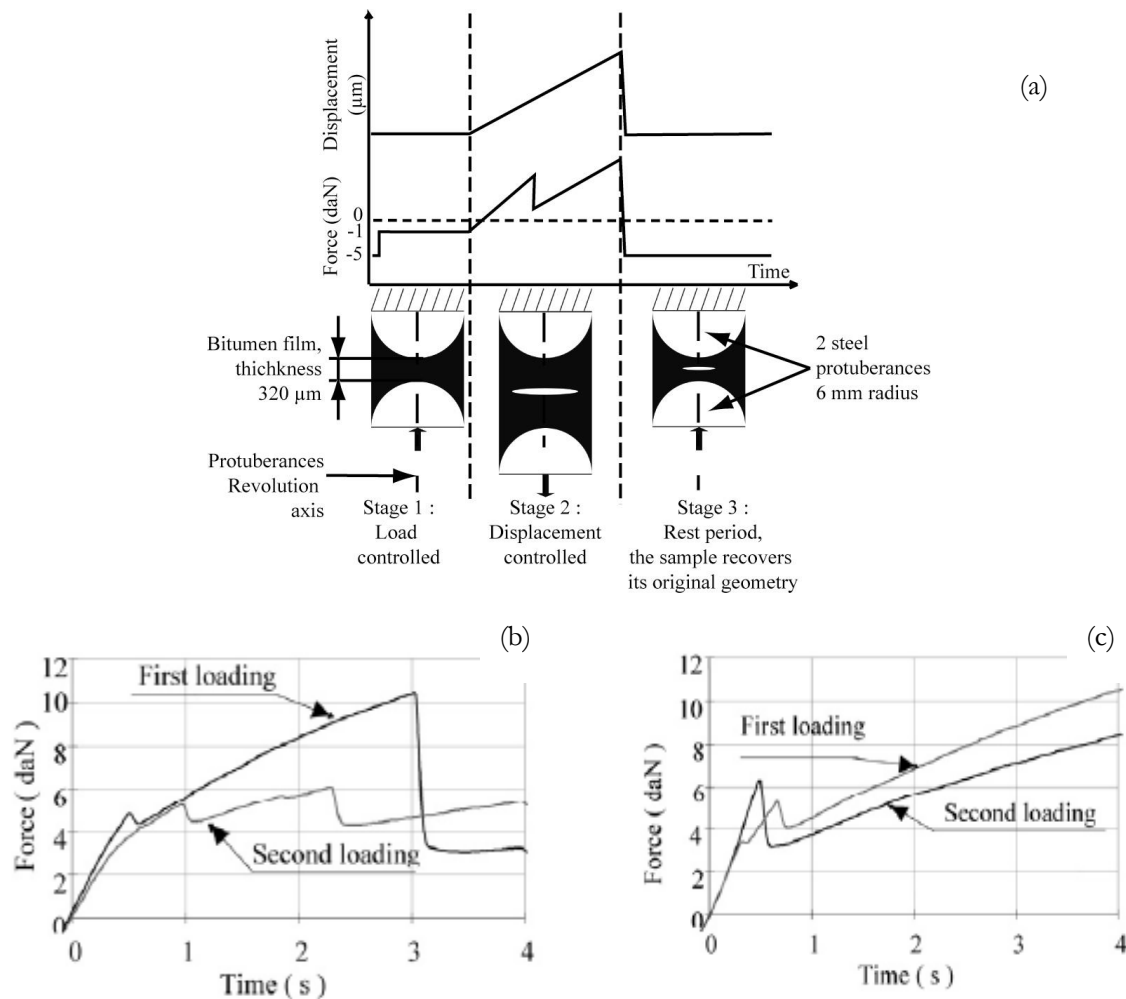 (a)
Displacement
(µm)
Force (daN)
0
-1
-5
Time
Bitumen film,
thichkness
320 µm
2 steel
protuberances
6 mm radius
Protuberances
Revolution
axis
Stage 1 :
Load
controlled
Stage 2 :
Displacement
controlled
Stage 3 :
Rest period,
the sample recovers
its original geometry
(b)
12
10
8
6
4
2
0
Force ( daN )
First loading
Second loading
0
1
2
3
4
Time ( s )
(c)
12
10
8
6
4
2
0
Force ( daN )
First loading
Second loading
0
1
2
3
4
Time ( s )